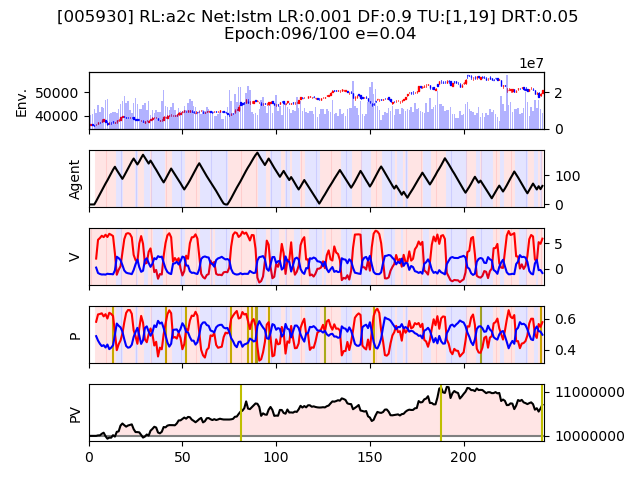 [005930] RL:a2c Net:lstm LR:0.001 DF:0.9 TU:[1,19] DRT:0.05
Epoch:096/100 e=0.04
1e7
Env.
50000
40000
2
0
Agent
100
0
V
5
0
P
0.6
0.4
PV
11000000
10000000
0 50 100 150 200